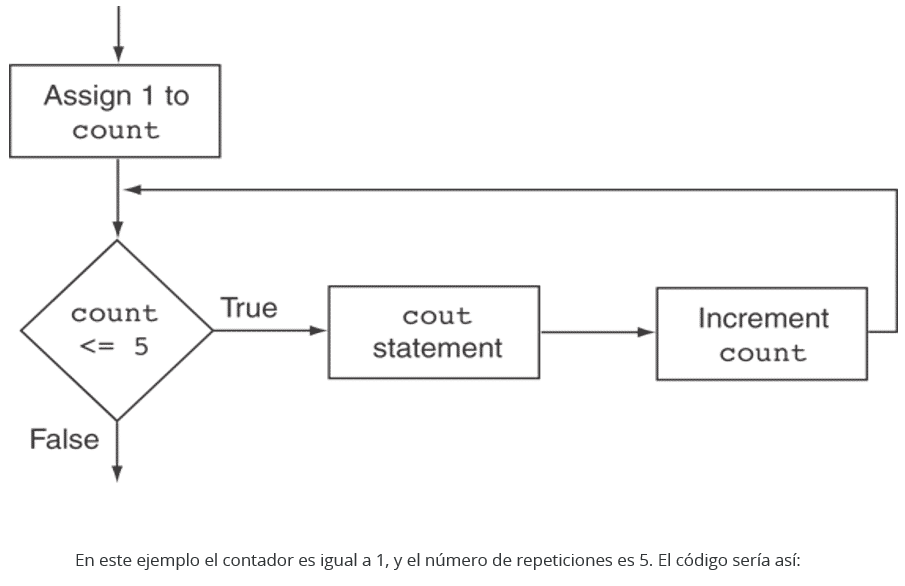 Assign 1 to
count
count
<= 5
True
cout
statement
Increment
count
False
En este ejemplo el contador es igual a 1, y el número de repeticiones es 5. El código sería así: